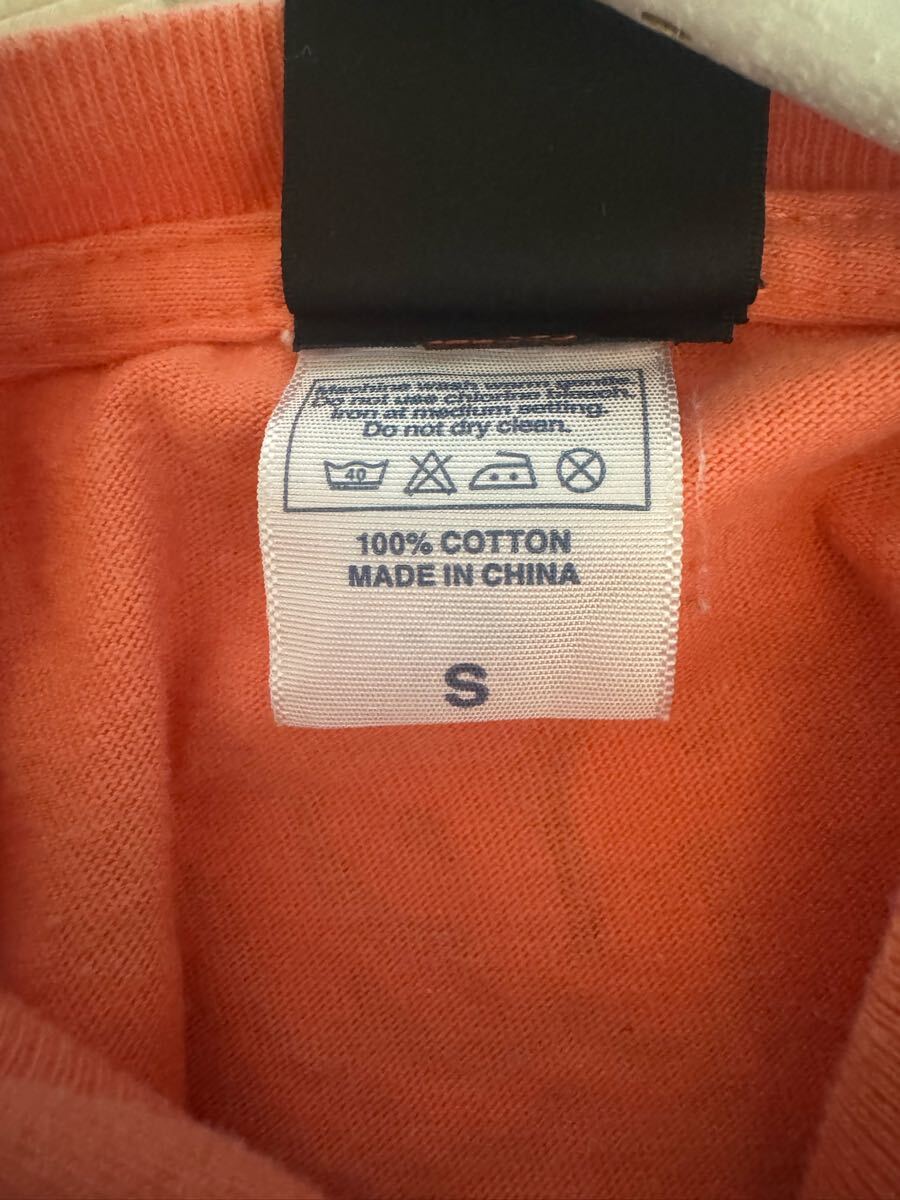 Machine wash warm gentle.
Do not use chlorine bleach.
Iron at medium setting.
Do not dry clean.
40
100% COTTON
MADE IN CHINA
S